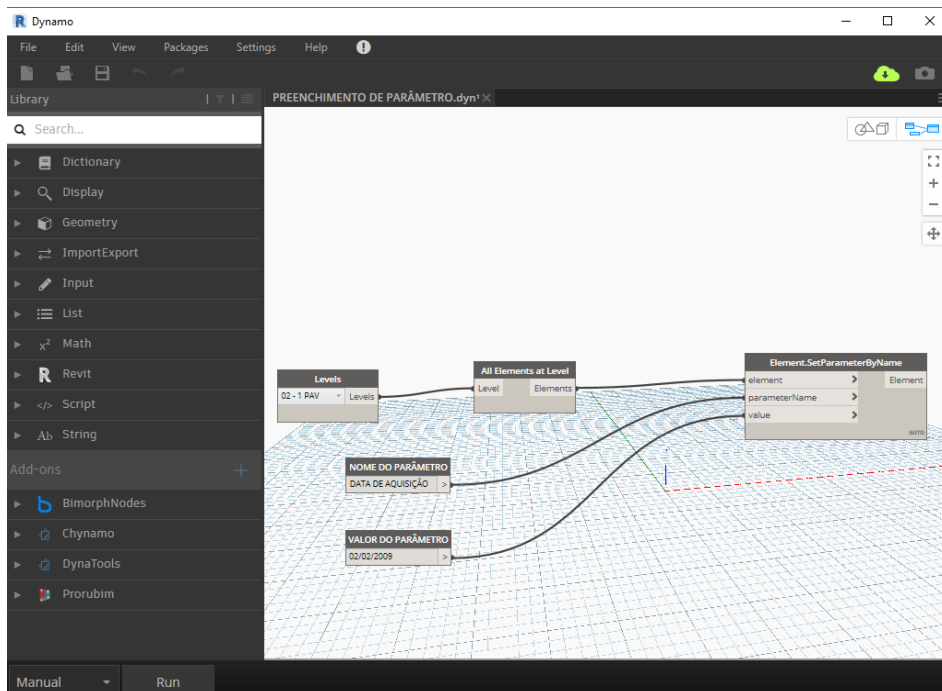 R Dynamo
File Edit View Packages Settings Help
Library
PREENCHIMENTO DE PARÂMETRO.dyn*
Search...
Dictionary
Display
Geometry
ImportExport
Input
List
Math
Revit
Script
Ab String
Add-ons
BimorphNodes
Chynamo
DynaTools
Prorubim
Levels
02 - 1 PAV Levels
All Elements at Level
Level Elements
Element.SetParameterByName
element > Element
parameterName >
value >
AUTO
NOME DO PARÂMETRO
DATA DE AQUISIÇÃO >
VALOR DO PARÂMETRO
02/02/2009 >
Manual Run